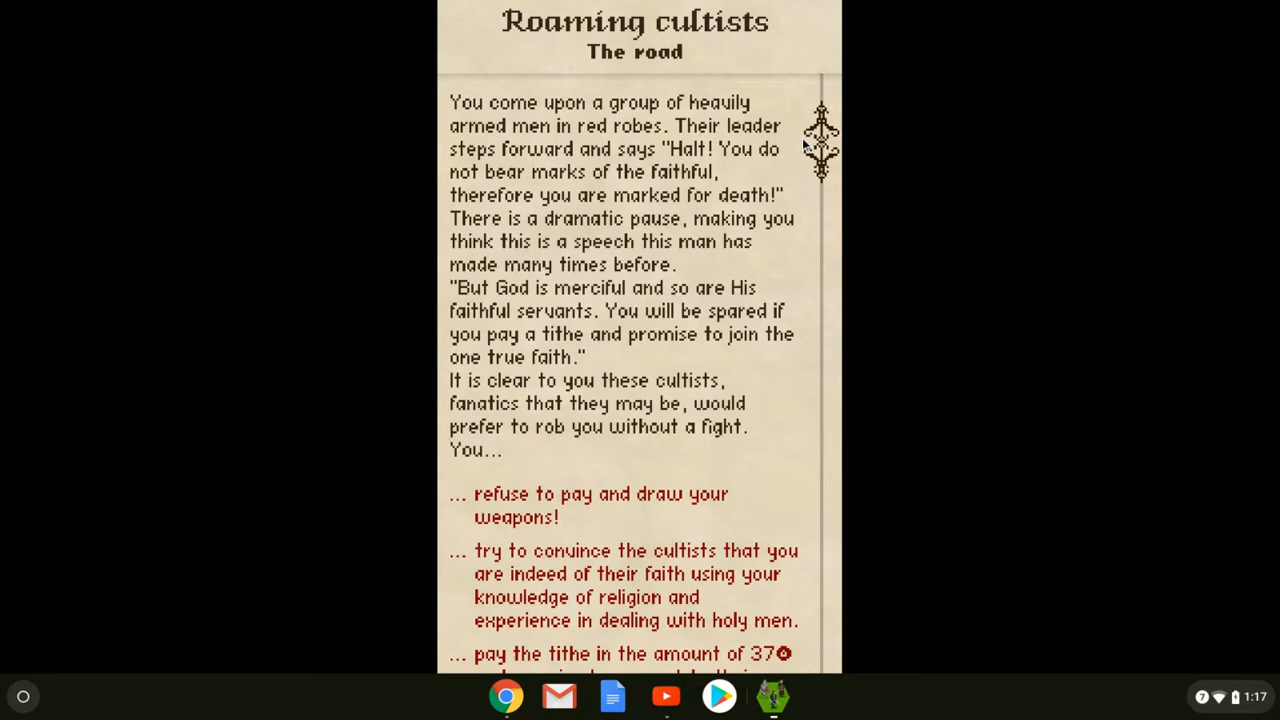 Roaming cultists
The road
You come upon a group of heavily
armed men in red robes. Their leader
steps forward and says "Halt! You do
not bear marks of the faithful,
therefore you are marked for death!"
There is a dramatic pause, making you
think this is a speech this man has
made many times before.
"But God is merciful and so are His
faithful servants. You will be spared if
you pay a tithe and promise to join the
one true faith."
It is clear to you these cultists,
fanatics that they may be, would
prefer to rob you without a fight.
You...
... refuse to pay and draw your
weapons!
... try to convince the cultists that you
are indeed of their faith using your
knowledge of religion and
experience in dealing with holy men.
... pay the tithe in the amount of 37
7
1:17